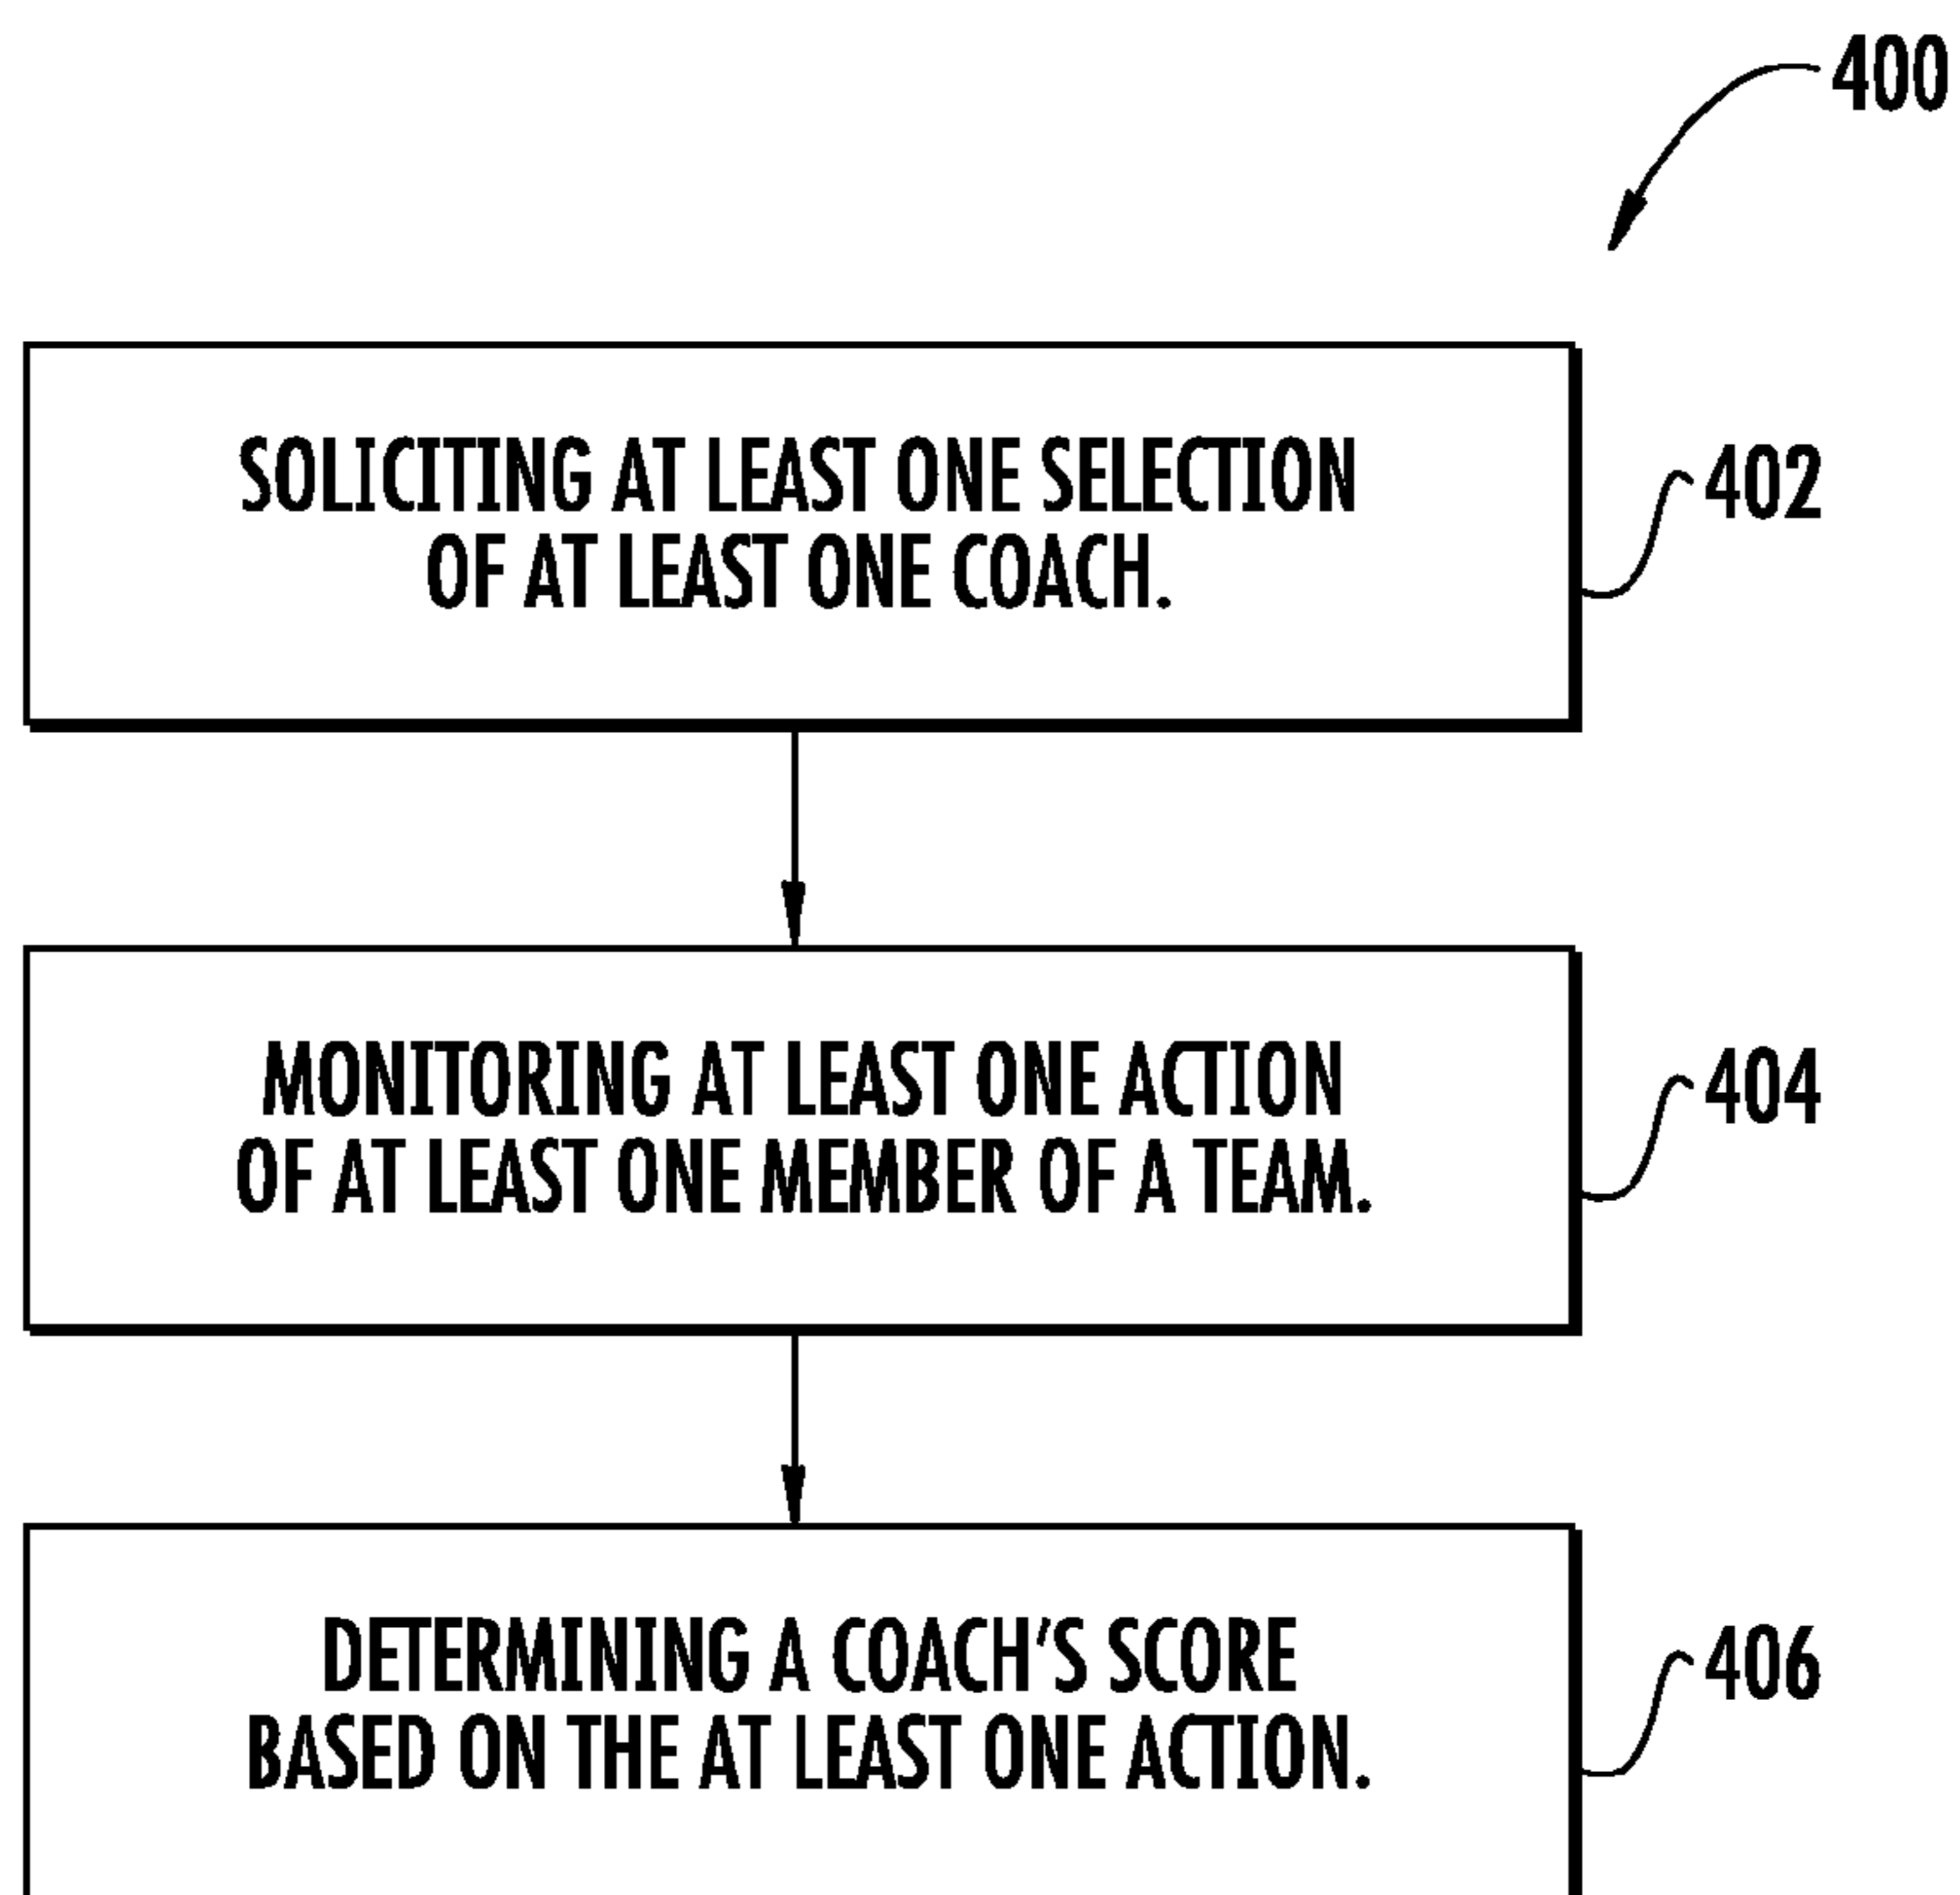 400
SOLICITING AT LEAST ONE SELECTION
OF AT LEAST ONE COACH.
402
MONITORING AT LEAST ONE ACTION
OF AT LEAST ONE MEMBER OF A TEAM.
404
DETERMINING A COACH'S SCORE
BASED ON THE AT LEAST ONE ACTION.
406